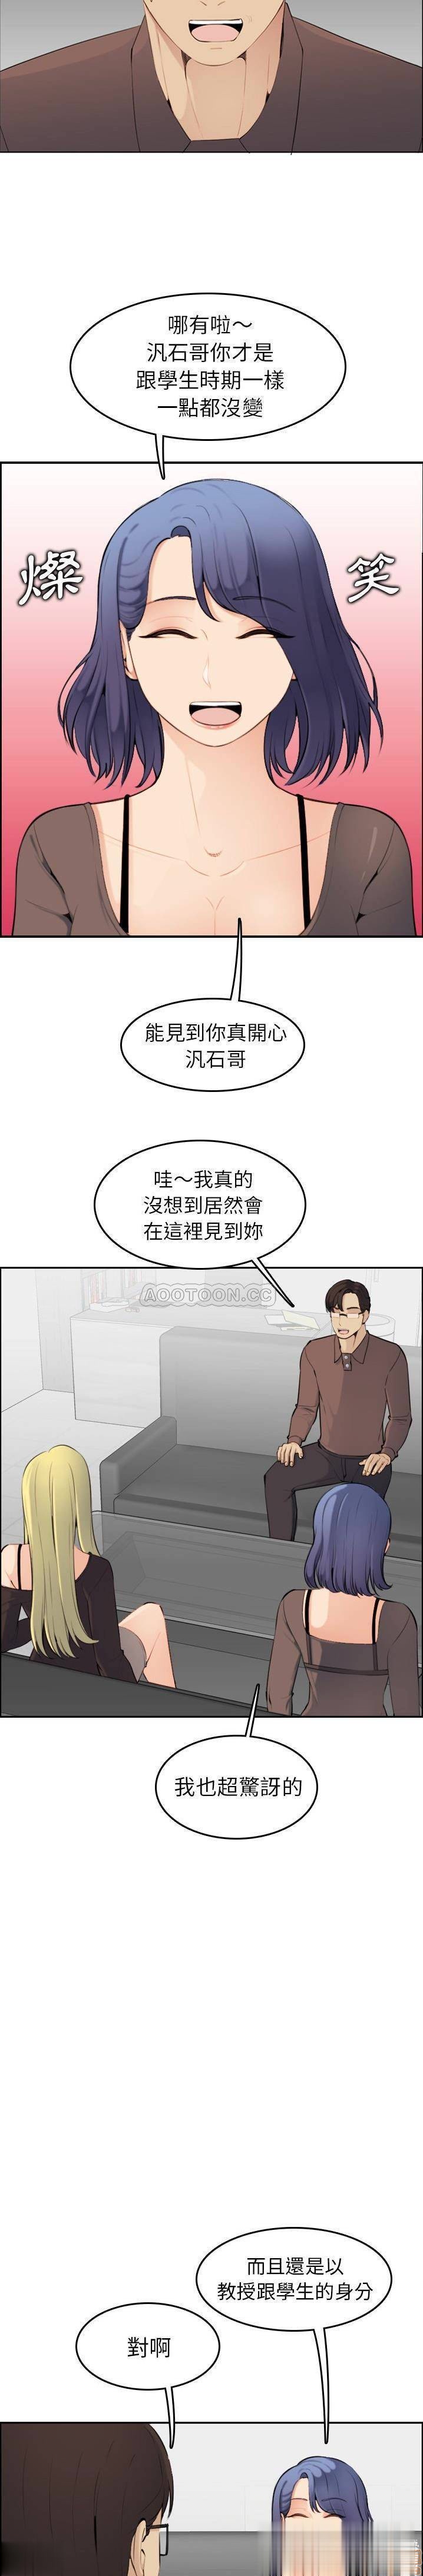 哪有啦～
汎石哥你才是
跟學生時期一樣
一點都沒變
燦
笑
能見到你真開心
汎石哥
哇～我真的
沒想到居然會
在這裡見到妳
AOOTOON.CC
我也超驚訝的
而且還是以
教授跟學生的身分
對啊